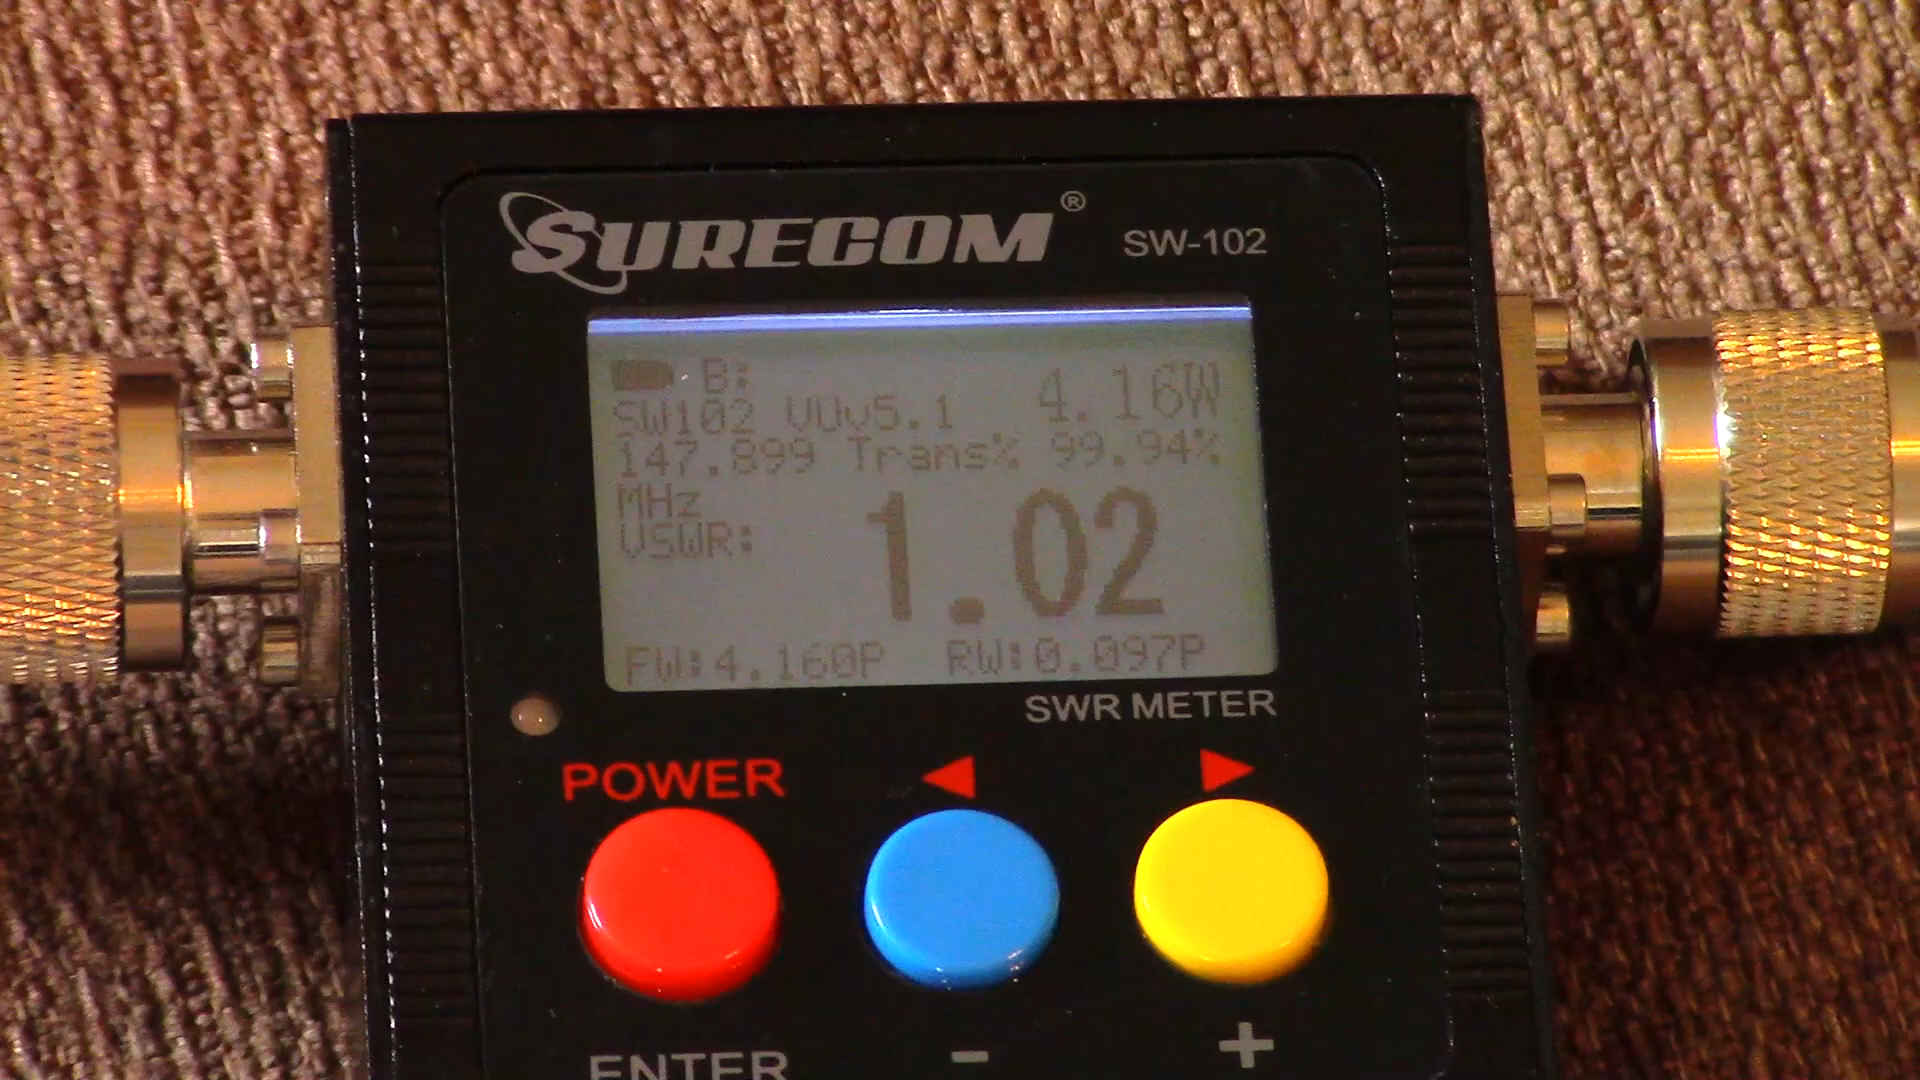 SURECOM® SW-102
B: 4.16W
SW102 VDv5.1
147.899 Trans% 99.94%
MHz
VSWR: 1.02
FW:4.160P RW:0.097P
SWR METER
POWER ◀ ▶
ENTER - +